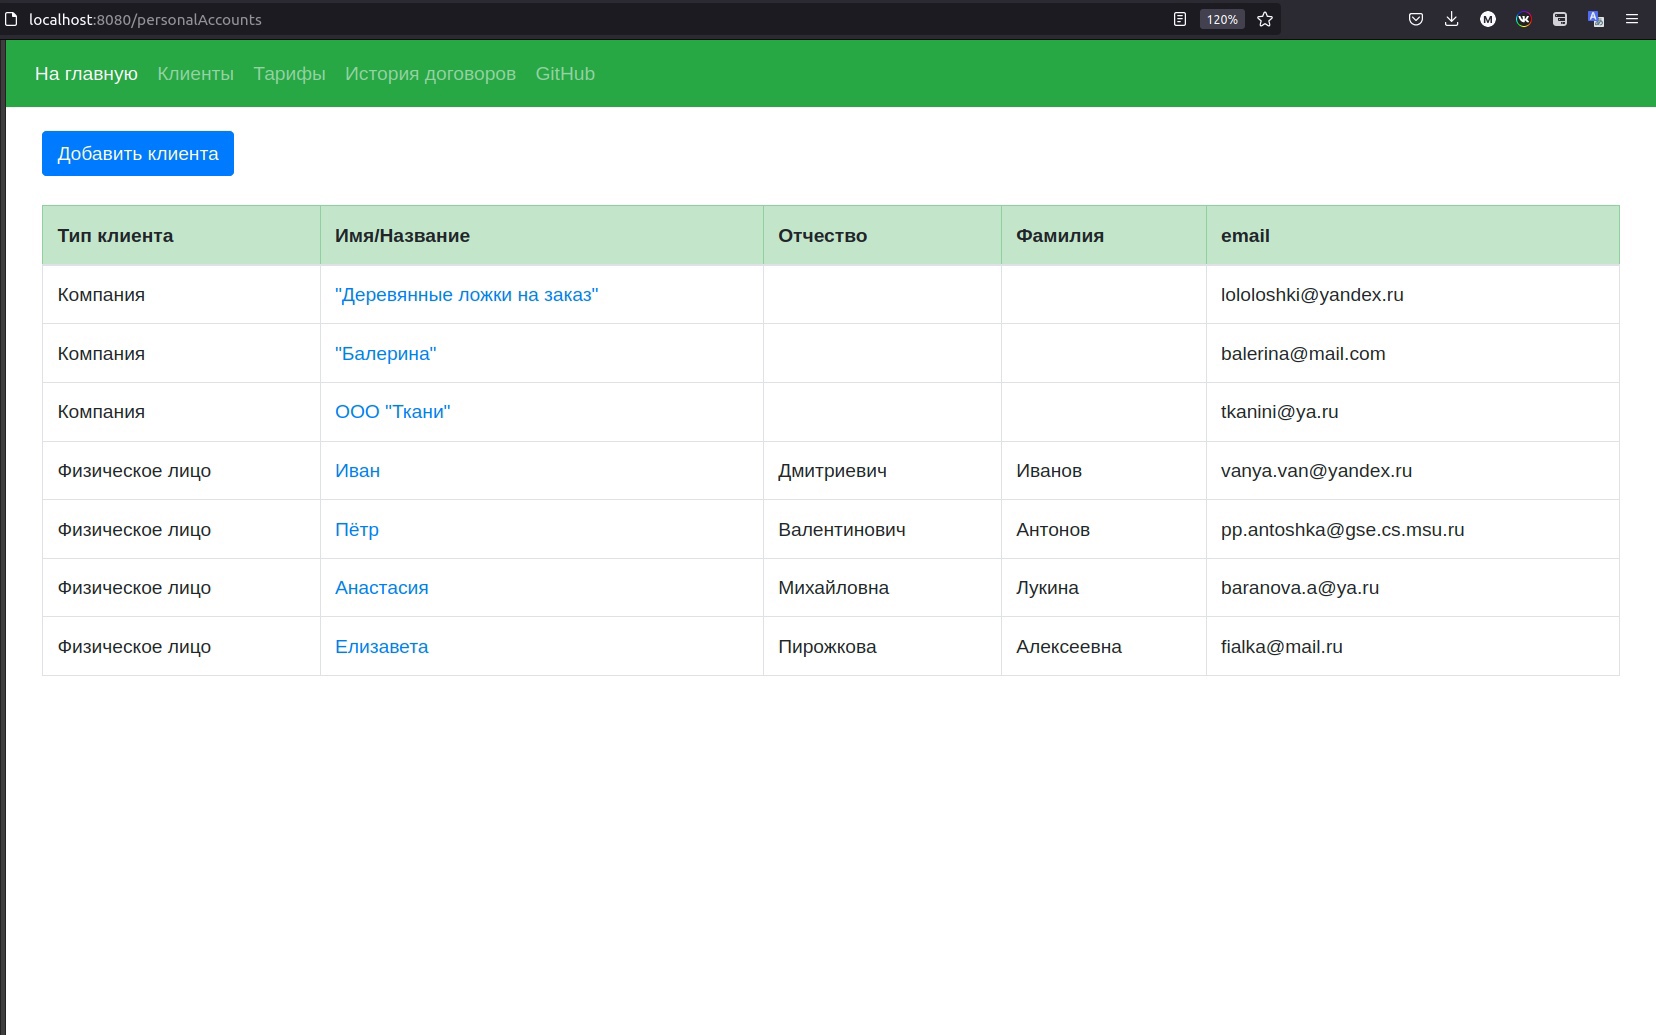 localhost:8080/personalAccounts 120%
На главную Клиенты Тарифы История договоров GitHub
Добавить клиента
Тип клиента Имя/Название Отчество Фамилия email
Компания "Деревянные ложки на заказ" lololoshki@yandex.ru
Компания "Балерина" balerina@mail.com
Компания ООО "Ткани" tkanini@ya.ru
Физическое лицо Иван Дмитриевич Иванов vanya.van@yandex.ru
Физическое лицо Пётр Валентинович Антонов pp.antoshka@gse.cs.msu.ru
Физическое лицо Анастасия Михайловна Лукина baranova.a@ya.ru
Физическое лицо Елизавета Пирожкова Алексеевна fialka@mail.ru